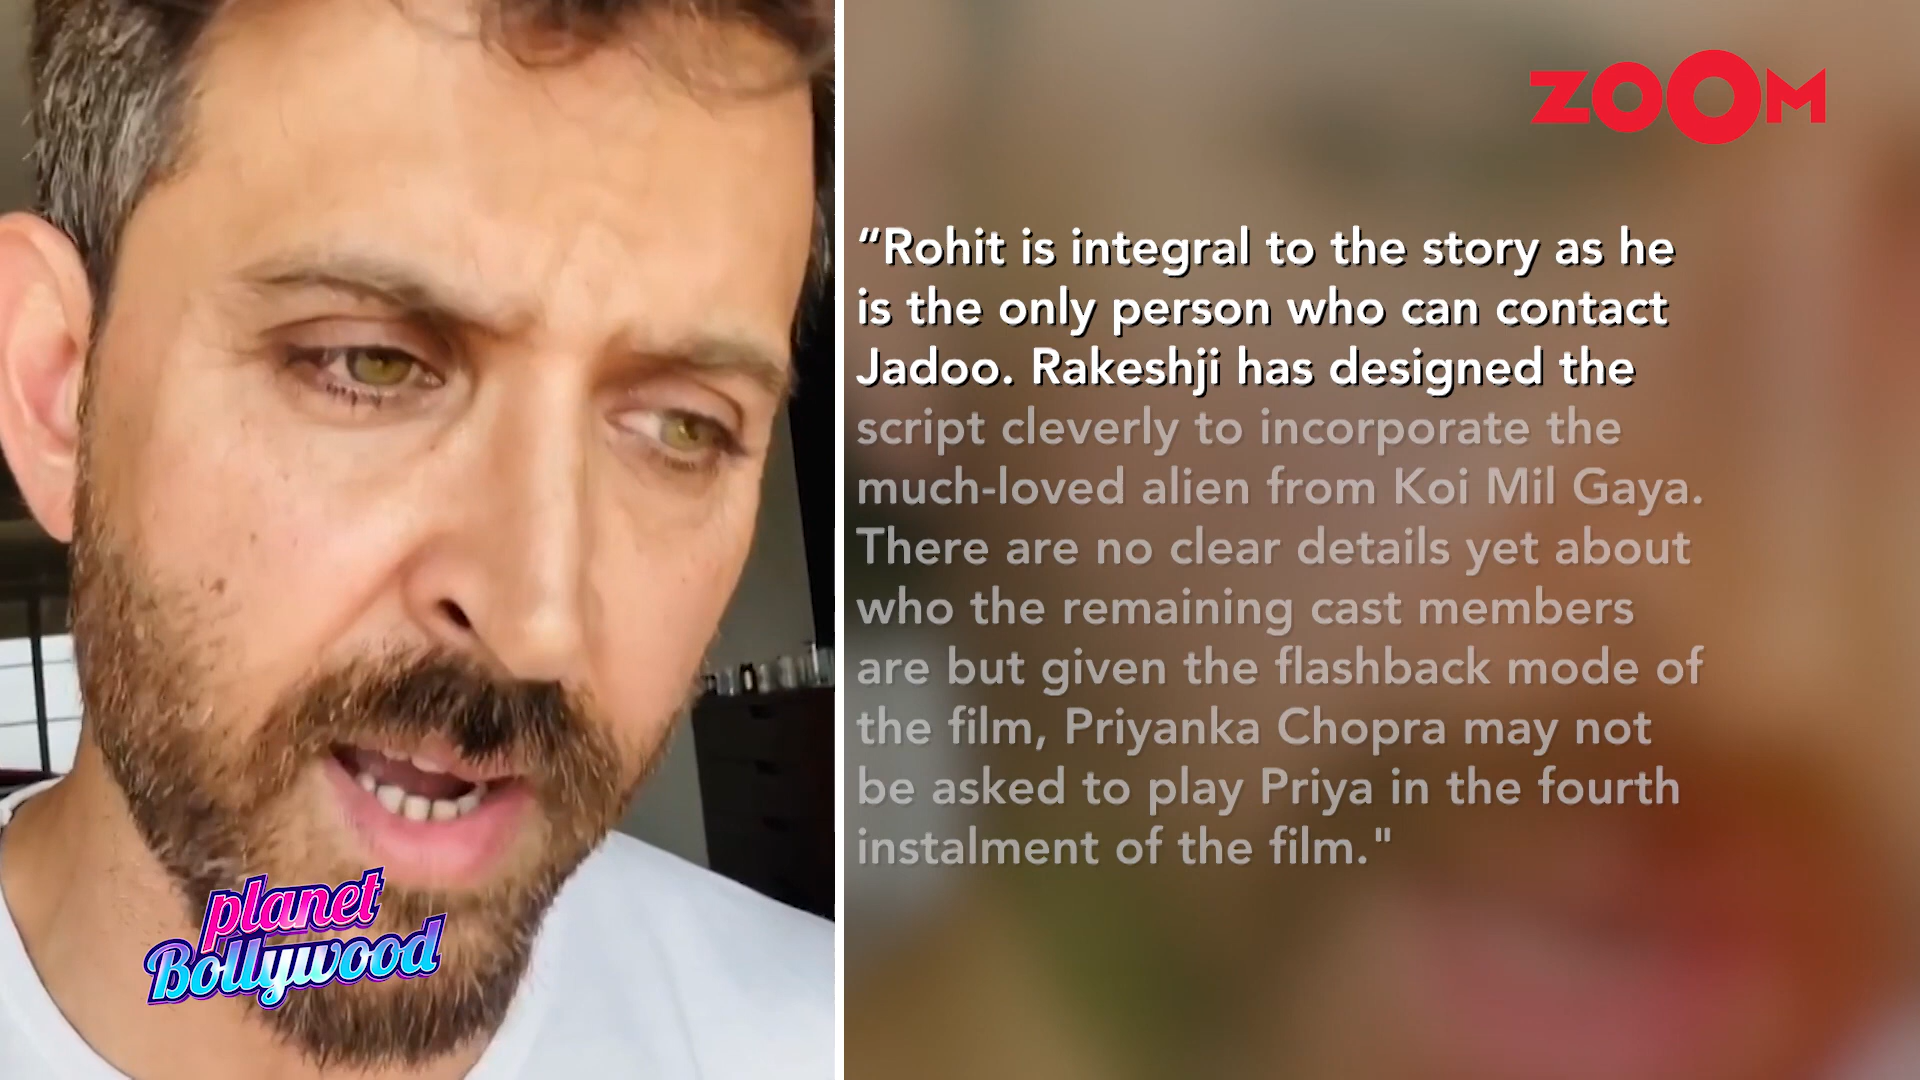 ZOOM
“Rohit is integral to the story as he
is the only person who can contact
Jadoo. Rakeshji has designed the
script cleverly to incorporate the
much-loved alien from Koi Mil Gaya.
There are no clear details yet about
who the remaining cast members
are but given the flashback mode of
the film, Priyanka Chopra may not
be asked to play Priya in the fourth
instalment of the film."
planet
Bollywood